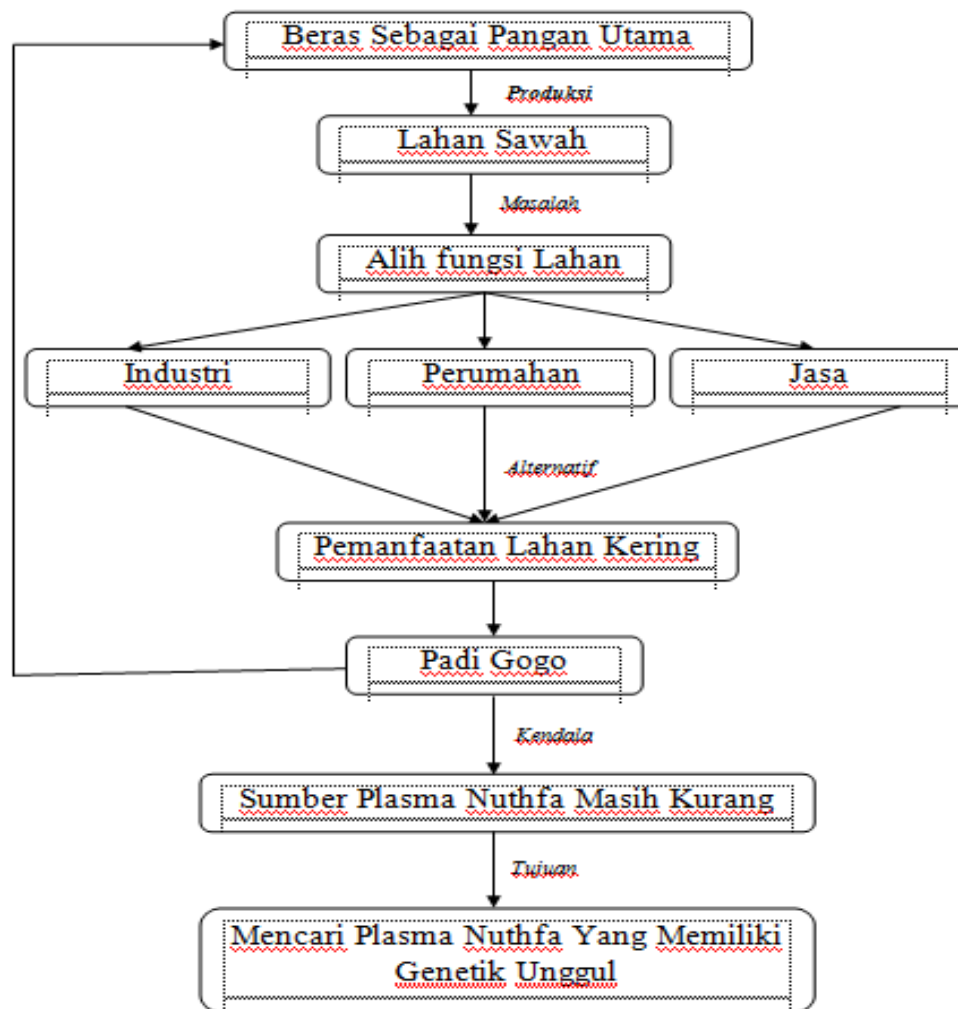 Beras Sebagai Pangan Utama
Produksi
Lahan Sawah
Masalah
Alih fungsi Lahan
Industri
Perumahan
Jasa
Alternatif
Pemanfaatan Lahan Kering
Padi Gogo
Kendala
Sumber Plasma Nuthfa Masih Kurang
Tujuan
Mencari Plasma Nuthfa Yang Memiliki
Genetik Unggul